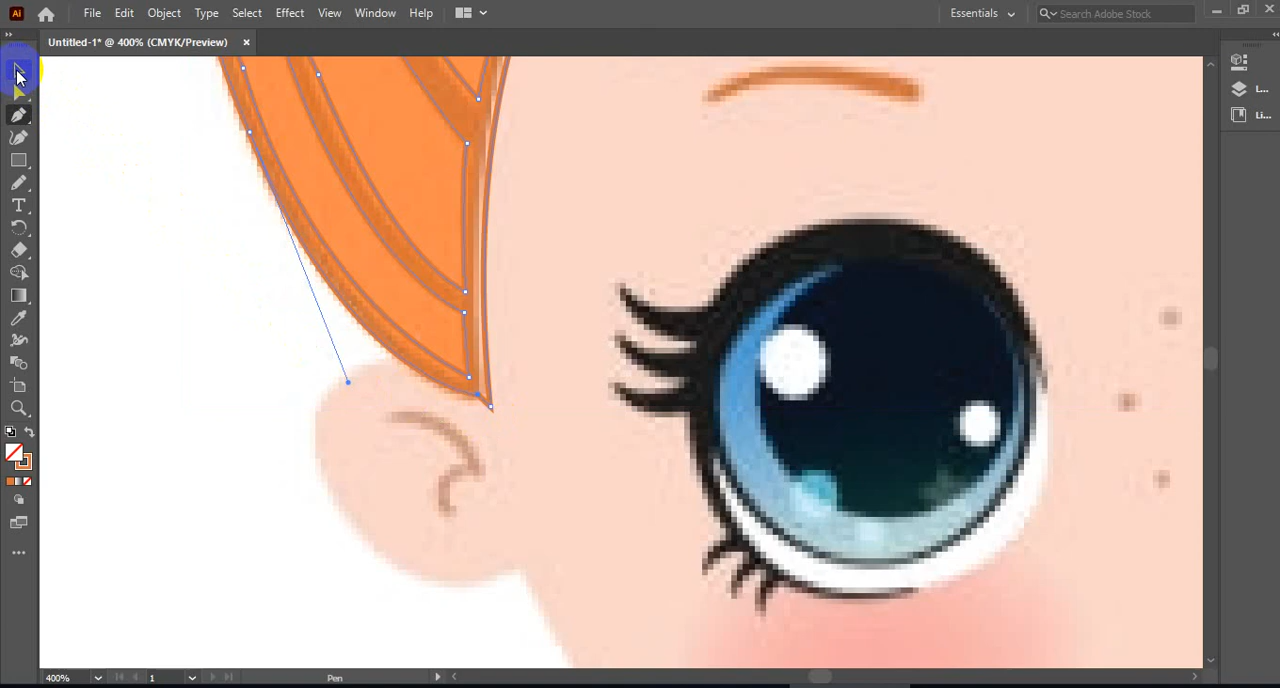 Ai File Edit Object Type Select Effect View Window Help Essentials Search Adobe Stock
Untitled-1* @ 400% (CMYK/Preview) ×
L...
Li...
T
400% 1 Pen